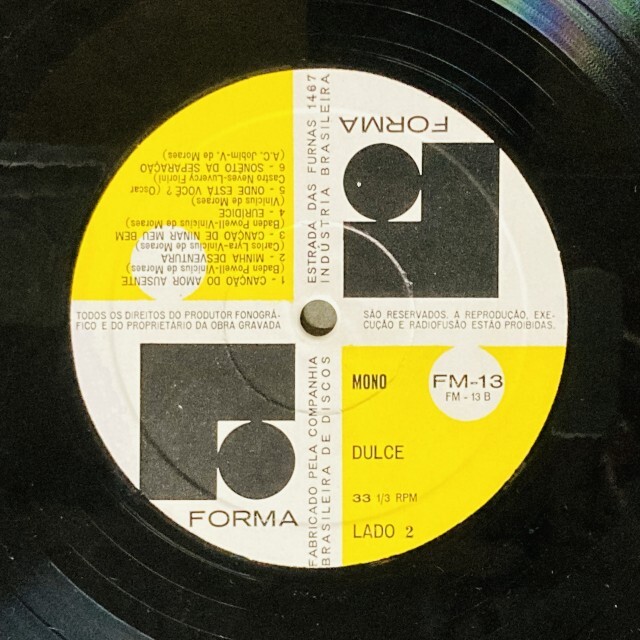 FORMA
1 - CANÇÃO DO AMOR AUSENTE
(Baden Powell-Vinicius de Moraes)
2 - MINHA DESVENTURA
(Carlos Lyra-Vinicius de Moraes)
3 - CANÇÃO DE NINAR MEU BEM
(Baden Powell-Vinicius de Moraes)
4 - EURIDICE
(Vinicius de Moraes)
5 - ONDE ESTÁ VOCÊ? (Oscar
Castro Neves-Luvercy Fiorini)
6 - SONETO DA SEPARAÇÃO
(A.C. Jobim-V. de Moraes)
ESTRADA DAS FURNAS 1467
INDÚSTRIA BRASILEIRA
TODOS OS DIREITOS DO PRODUTOR FONOGRÁ-
FICO E DO PROPRIETÁRIO DA OBRA GRAVADA
SÃO RESERVADOS. A REPRODUÇÃO, EXE-
CUÇÃO E RADIOFUSÃO ESTÃO PROIBIDAS.
FABRICADO PELA COMPANHIA
BRASILEIRA DE DISCOS
MONO
FM-13
FM - 13 B
DULCE
33 1/3 RPM
LADO 2
FORMA